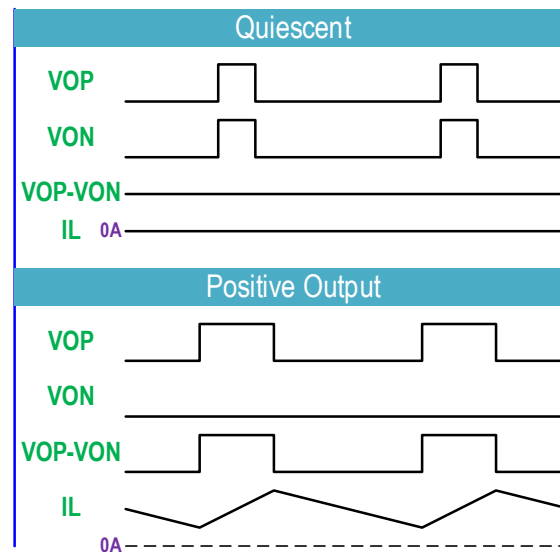 Quiescent
VOP
VON
VOP-VON
IL 0A
Positive Output
VOP
VON
VOP-VON
IL
0A